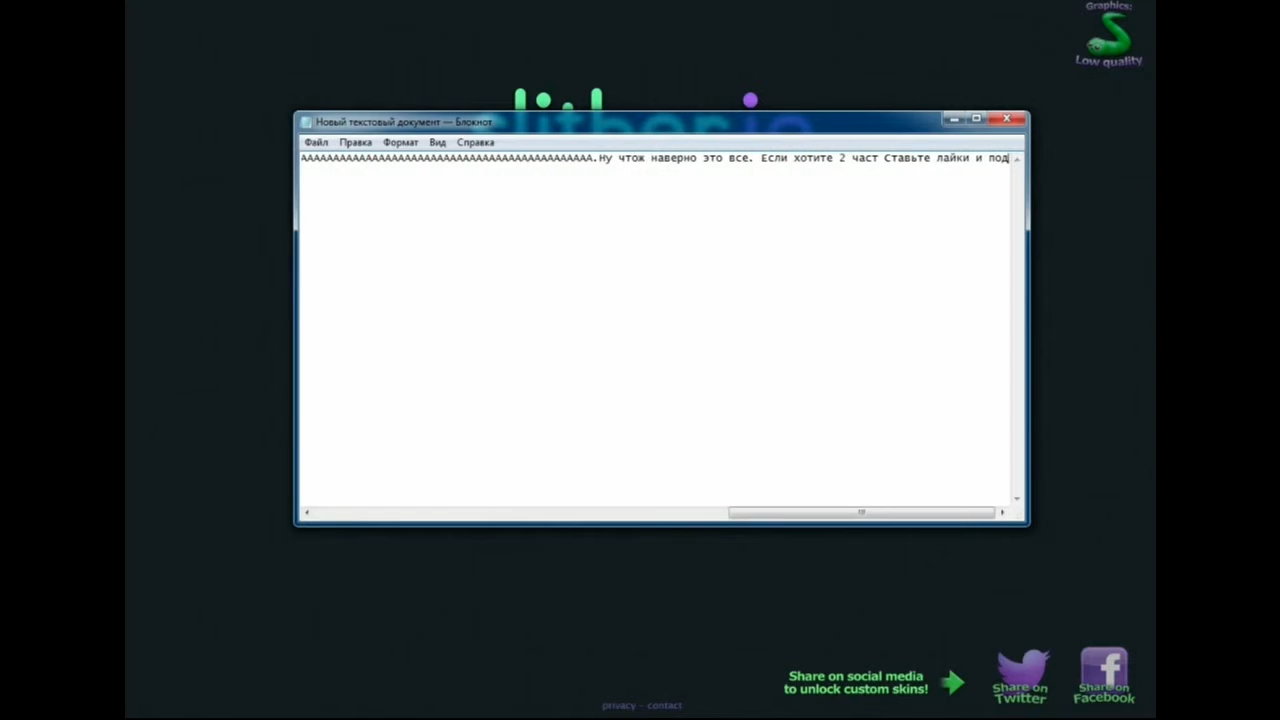 Graphics:
Low quality
Новый текстовый документ — Блокнот
Файл Правка Формат Вид Справка
АААААААААААААААААААААААААААААААААААААААААААААА.Ну чтож наверно это все. Если хотите 2 част Ставьте лайки и под
Share on social media
to unlock custom skins!
Share on
Twitter
Share on
Facebook
privacy - contact